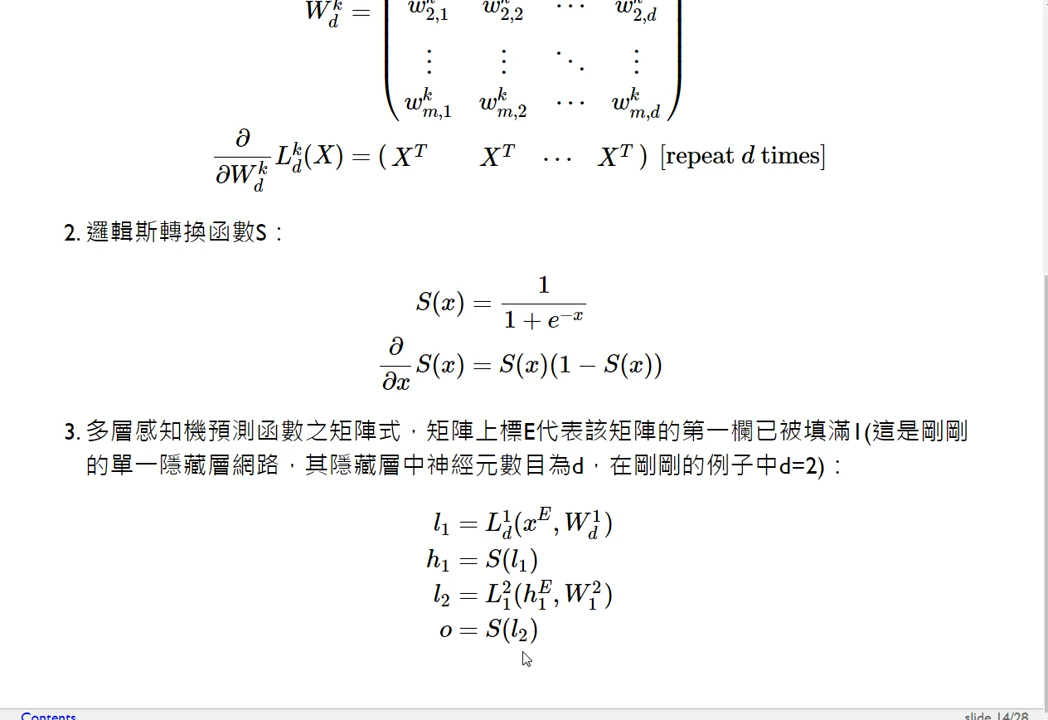 W_d^k = w_{2,1}^k w_{2,2}^k ⋯ w_{2,d}^k
⋮ ⋮ ⋱ ⋮
w_{m,1}^k w_{m,2}^k ⋯ w_{m,d}^k
∂/∂W_d^k L_d^k(X) = ( X^T X^T ⋯ X^T ) [repeat d times]
2. 邏輯斯轉換函數S：
S(x) = 1/(1 + e^{−x})
∂/∂x S(x) = S(x)(1 − S(x))
3. 多層感知機預測函數之矩陣式，矩陣上標E代表該矩陣的第一欄已被填滿1(這是剛剛
的單一隱藏層網路，其隱藏層中神經元數目為d，在剛剛的例子中d=2)：
l_1 = L_d^1(x^E, W_d^1)
h_1 = S(l_1)
l_2 = L_1^2(h_1^E, W_1^2)
o = S(l_2)
Contents slide 14/28